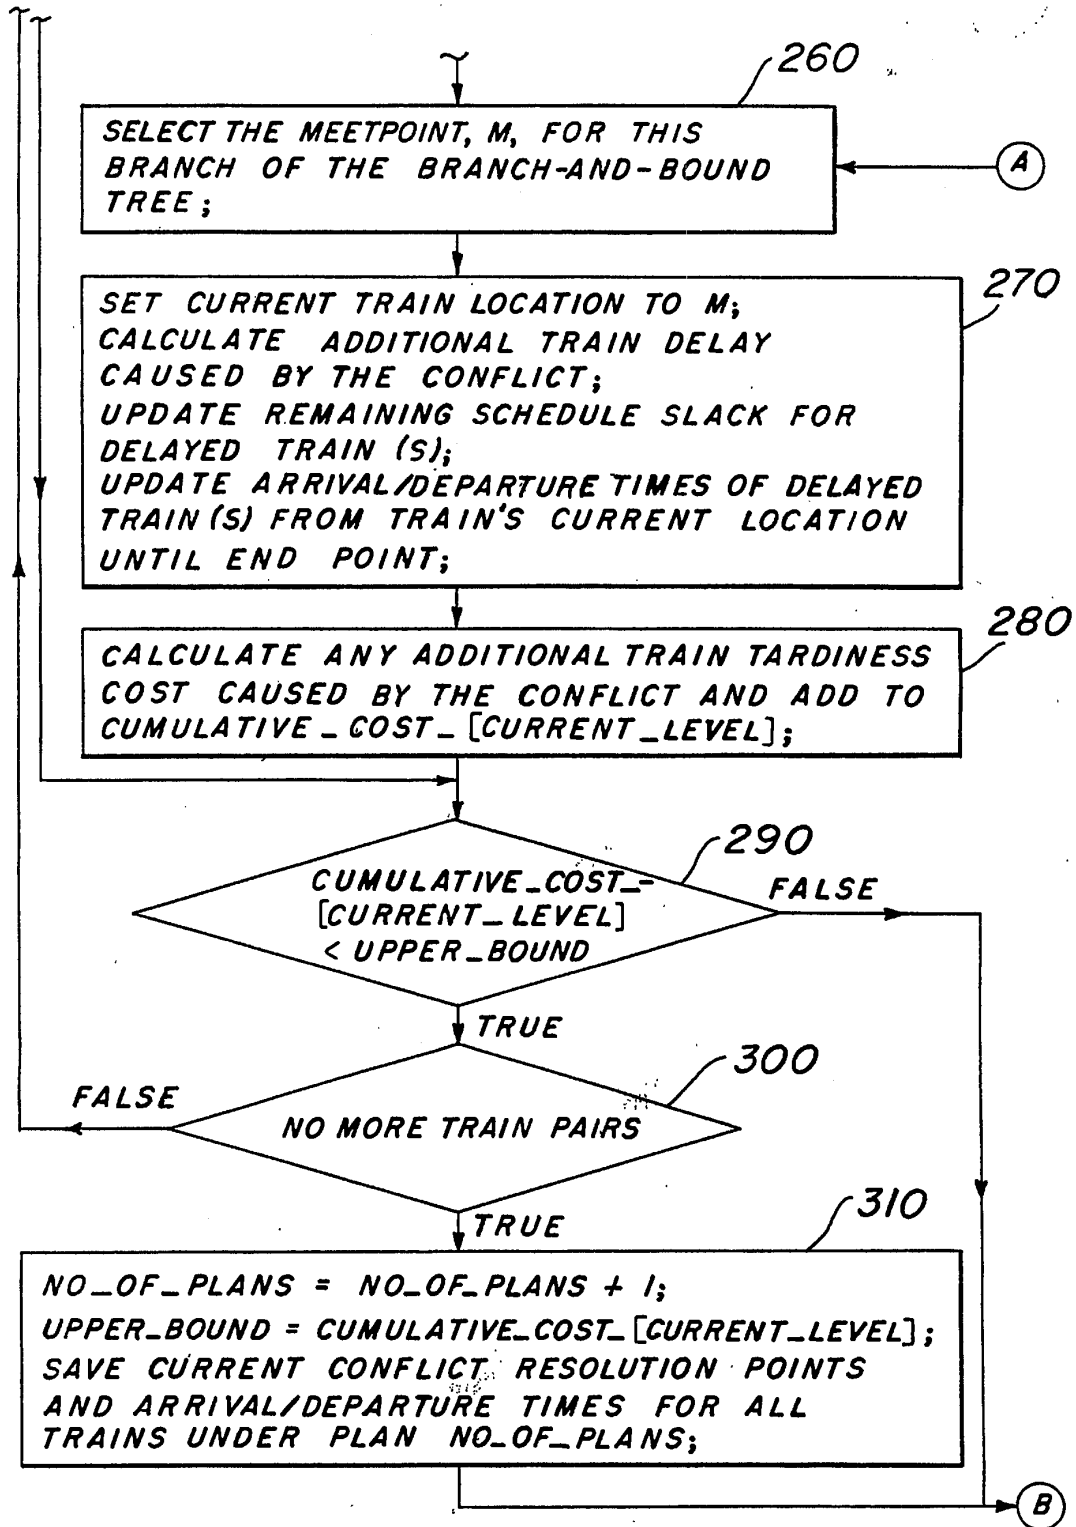 260
SELECT THE MEETPOINT, M, FOR THIS
BRANCH OF THE BRANCH-AND-BOUND
TREE;
A
270
SET CURRENT TRAIN LOCATION TO M;
CALCULATE ADDITIONAL TRAIN DELAY
CAUSED BY THE CONFLICT;
UPDATE REMAINING SCHEDULE SLACK FOR
DELAYED TRAIN (S);
UPDATE ARRIVAL/DEPARTURE TIMES OF DELAYED
TRAIN (S) FROM TRAIN'S CURRENT LOCATION
UNTIL END POINT;
280
CALCULATE ANY ADDITIONAL TRAIN TARDINESS
COST CAUSED BY THE CONFLICT AND ADD TO
CUMULATIVE_COST_[CURRENT_LEVEL];
290
CUMULATIVE_COST_-
[CURRENT_LEVEL]
< UPPER_BOUND
FALSE
TRUE
300
FALSE
NO MORE TRAIN PAIRS
TRUE
310
NO_OF_PLANS = NO_OF_PLANS + 1;
UPPER_BOUND = CUMULATIVE_COST_[CURRENT_LEVEL];
SAVE CURRENT CONFLICT RESOLUTION POINTS
AND ARRIVAL/DEPARTURE TIMES FOR ALL
TRAINS UNDER PLAN NO_OF_PLANS;
B